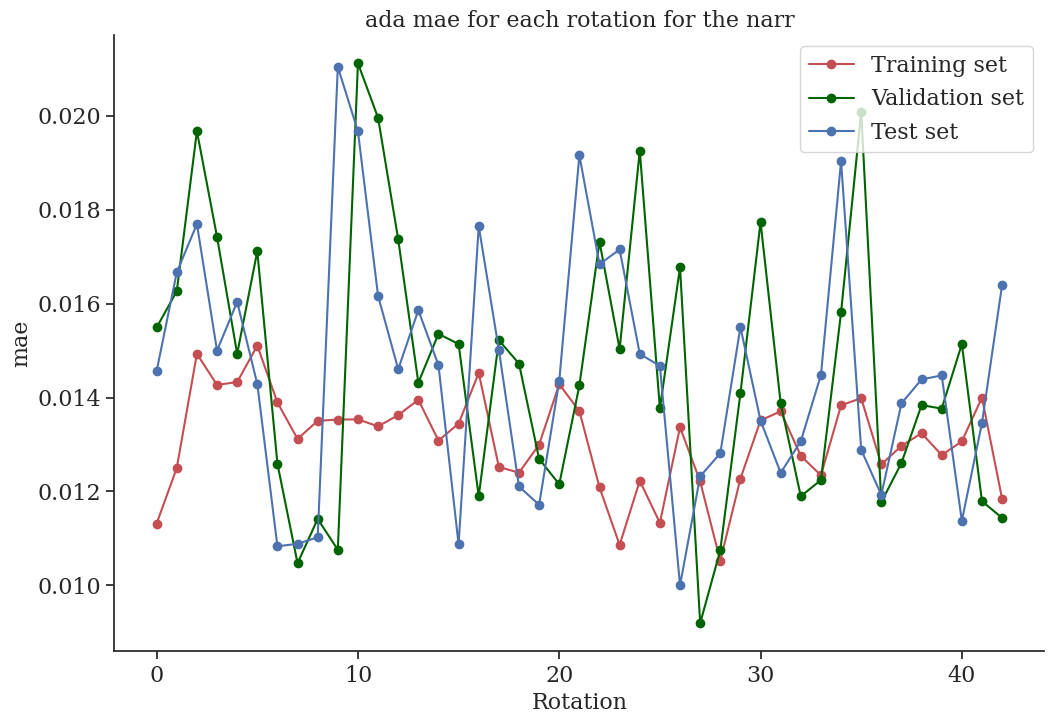 ada mae for each rotation for the narr
Training set
Validation set
Test set
mae
0.020
0.018
0.016
0.014
0.012
0.010
0
10
20
30
40
Rotation